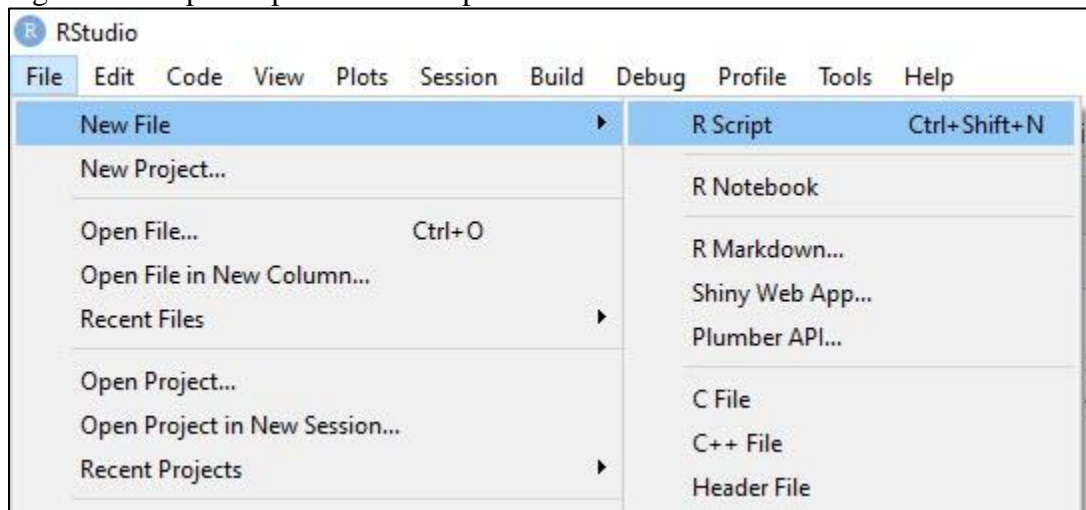 R RStudio
File Edit Code View Plots Session Build Debug Profile Tools Help
New File
New Project...
Open File... Ctrl+O
Open File in New Column...
Recent Files
Open Project...
Open Project in New Session...
Recent Projects
R Script Ctrl+Shift+N
R Notebook
R Markdown...
Shiny Web App...
Plumber API...
C File
C++ File
Header File